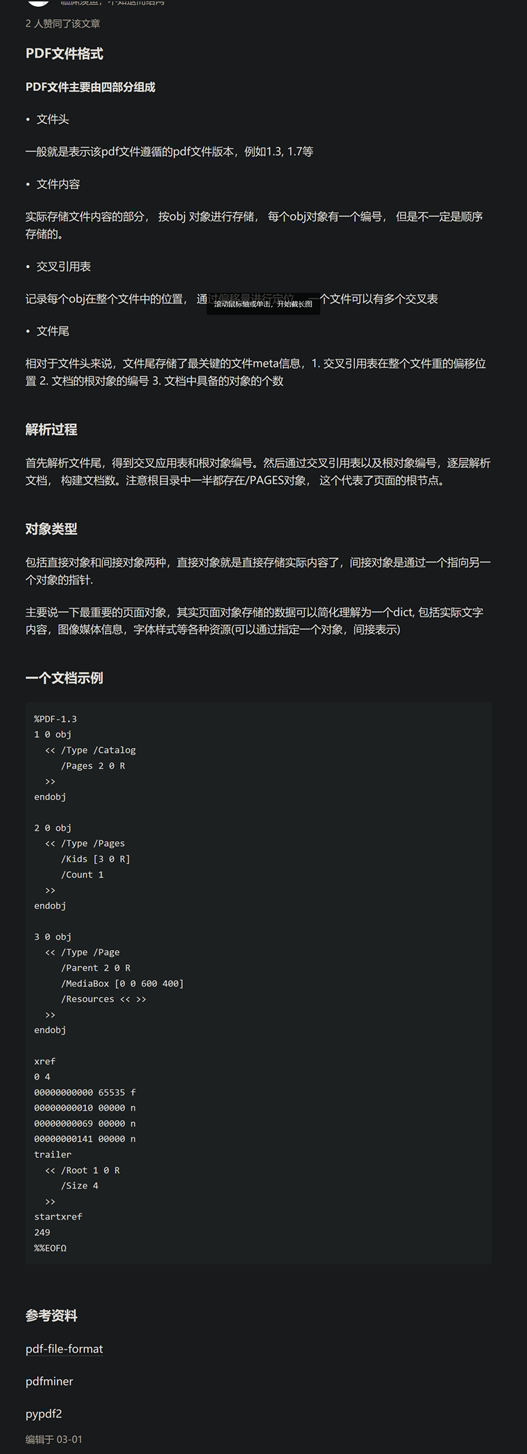 2 人赞同了该文章
PDF文件格式
PDF文件主要由四部分组成
• 文件头
一般就是表示该pdf文件遵循的pdf文件版本，例如1.3, 1.7等
• 文件内容
实际存储文件内容的部分， 按obj 对象进行存储， 每个obj对象有一个编号， 但是不一定是顺序
存储的。
• 交叉引用表
记录每个obj在整个文件中的位置， 通过偏移量进行定位， 一个文件可以有多个交叉表
滚动鼠标轴或单击，开始截长图
• 文件尾
相对于文件头来说，文件尾存储了最关键的文件meta信息，1. 交叉引用表在整个文件重的偏移位
置 2. 文档的根对象的编号 3. 文档中具备的对象的个数
解析过程
首先解析文件尾，得到交叉应用表和根对象编号。然后通过交叉引用表以及根对象编号，逐层解析
文档， 构建文档数。注意根目录中一半都存在/PAGES对象， 这个代表了页面的根节点。
对象类型
包括直接对象和间接对象两种，直接对象就是直接存储实际内容了，间接对象是通过一个指向另一
个对象的指针.
主要说一下最重要的页面对象，其实页面对象存储的数据可以简化理解为一个dict, 包括实际文字
内容，图像媒体信息，字体样式等各种资源(可以通过指定一个对象，间接表示)
一个文档示例
%PDF-1.3
1 0 obj
<< /Type /Catalog
/Pages 2 0 R
>>
endobj
2 0 obj
<< /Type /Pages
/Kids [3 0 R]
/Count 1
>>
endobj
3 0 obj
<< /Type /Page
/Parent 2 0 R
/MediaBox [0 0 600 400]
/Resources << >>
>>
endobj
xref
0 4
00000000000 65535 f
00000000010 00000 n
00000000069 00000 n
00000000141 00000 n
trailer
<< /Root 1 0 R
/Size 4
>>
startxref
249
%%EOFΩ
参考资料
pdf-file-format
pdfminer
pypdf2
编辑于 03-01